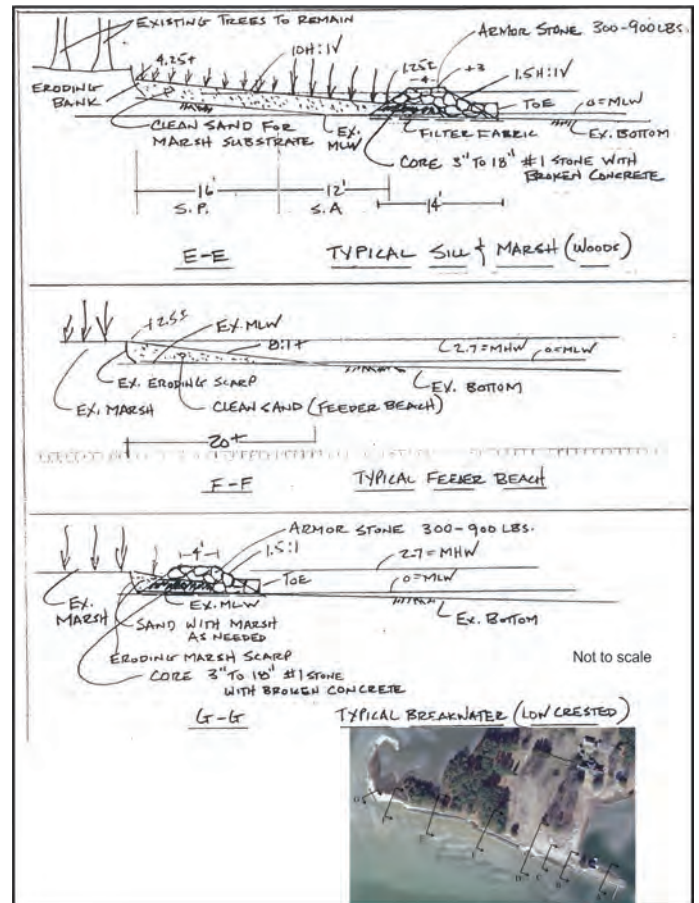 EXISTING TREES TO REMAIN
ARMOR STONE 300-900 LBS.
4.25±
10H:1V
-4-
+3
1.5H:1V
ERODING
BANK
TOE
0=MLW
CLEAN SAND FOR
MARSH SUBSTRATE
EX.
MLW
FILTER FABRIC
EX. BOTTOM
CORE 3" TO 18" #1 STONE WITH
BROKEN CONCRETE
16'
12'
14'
S.P.
S.A
E-E
TYPICAL SILL & MARSH (WOODS)
EX. MLW
2.7=MHW
0=MLW
EX. ERODING SCARP
EX. BOTTOM
EX. MARSH
CLEAN SAND (FEEDER BEACH)
20±
F-F
TYPICAL FEEDER BEACH
ARMOR STONE 300-900 LBS.
-4'-
1.5:1
2.7=MHW
TOE
0=MLW
EX.
MARSH
EX.MLW
SAND WITH MARSH
AS NEEDED
EX. BOTTOM
ERODING MARSH SCARP
CORE 3" TO 18" #1 STONE
WITH BROKEN CONCRETE
Not to scale
G-G
TYPICAL BREAKWATER (LOW CRESTED)